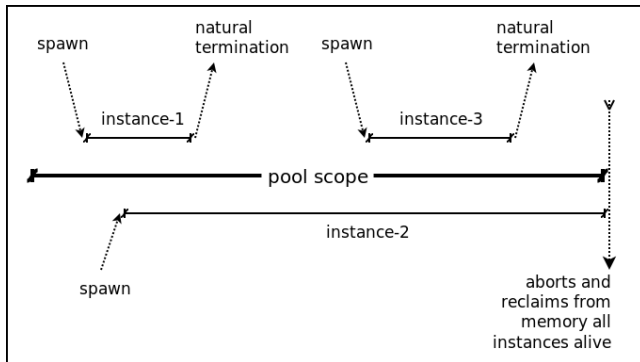 spawn
natural
termination
spawn
natural
termination
instance-1
instance-3
pool scope
instance-2
spawn
aborts and
reclaims from
memory all
instances alive